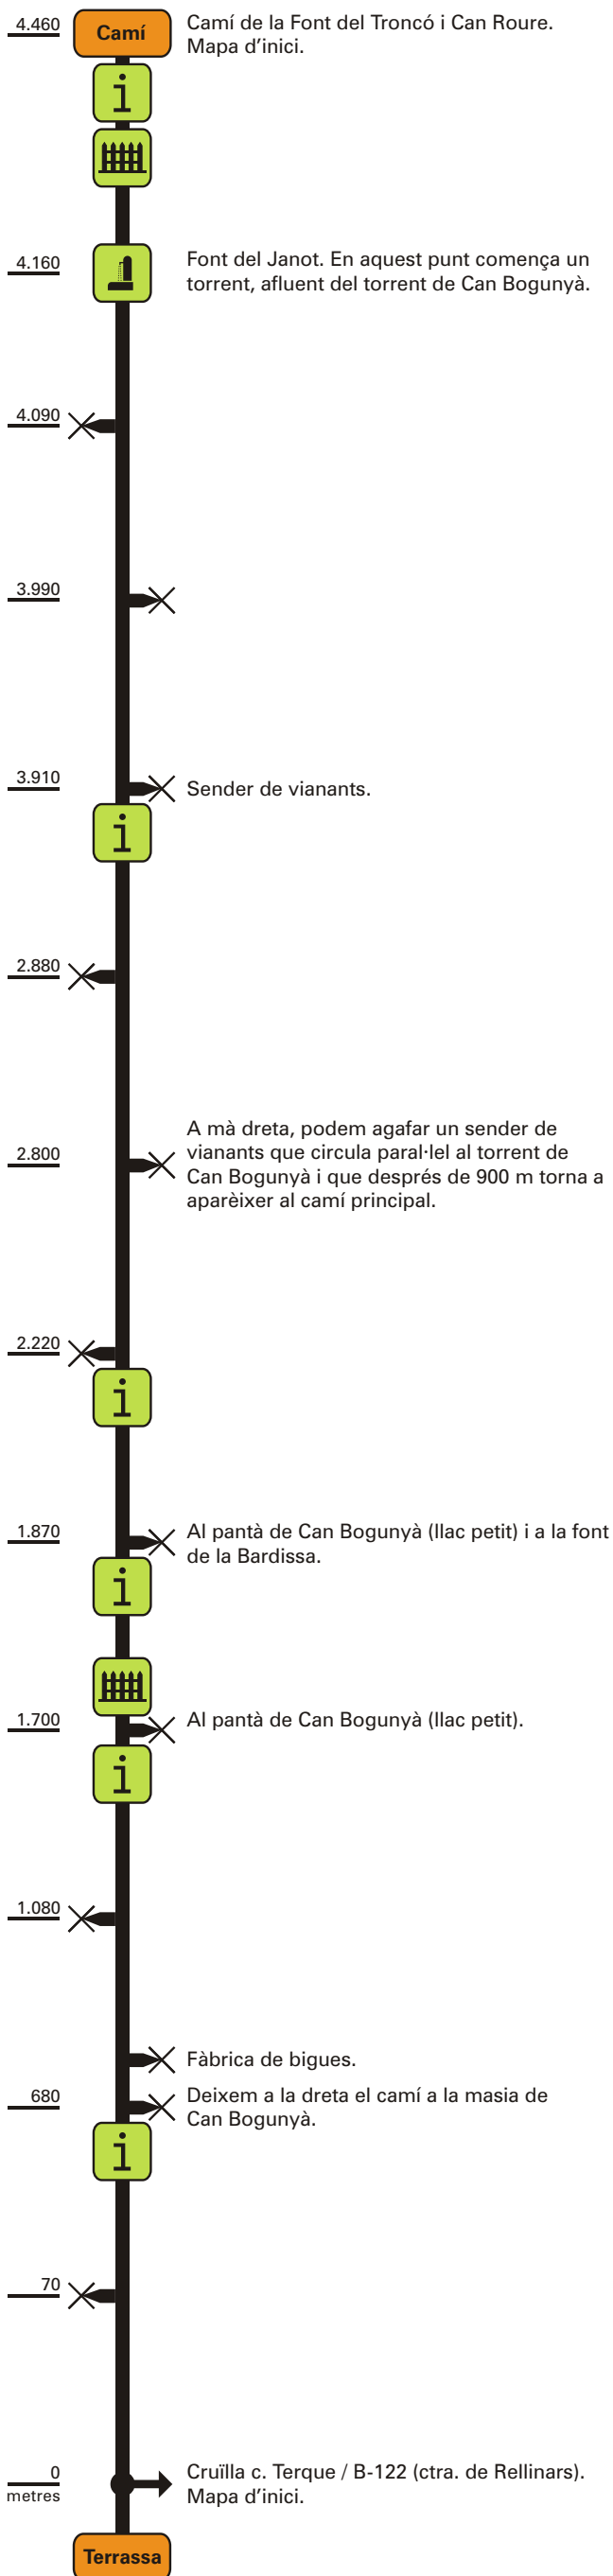 4.460
Camí
Camí de la Font del Troncó i Can Roure.
Mapa d’inici.
i
4.160
Font del Janot. En aquest punt comença un
torrent, afluent del torrent de Can Bogunyà.
4.090
3.990
3.910
Sender de vianants.
i
2.880
2.800
A mà dreta, podem agafar un sender de
vianants que circula paral·lel al torrent de
Can Bogunyà i que després de 900 m torna a
aparèixer al camí principal.
2.220
i
1.870
Al pantà de Can Bogunyà (llac petit) i a la font
de la Bardissa.
i
1.700
Al pantà de Can Bogunyà (llac petit).
i
1.080
Fàbrica de bigues.
680
Deixem a la dreta el camí a la masia de
Can Bogunyà.
i
70
0
metres
Cruïlla c. Terque / B-122 (ctra. de Rellinars).
Mapa d’inici.
Terrassa